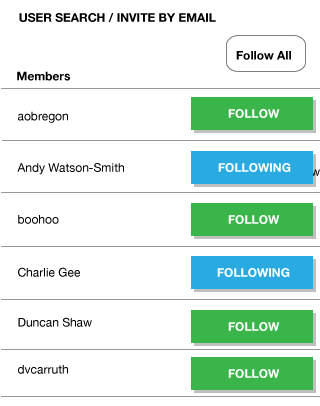 USER SEARCH / INVITE BY EMAIL
Follow All
Members
aobregon FOLLOW
Andy Watson-Smith FOLLOWING w
boohoo FOLLOW
Charlie Gee FOLLOWING
Duncan Shaw FOLLOW
dvcarruth FOLLOW